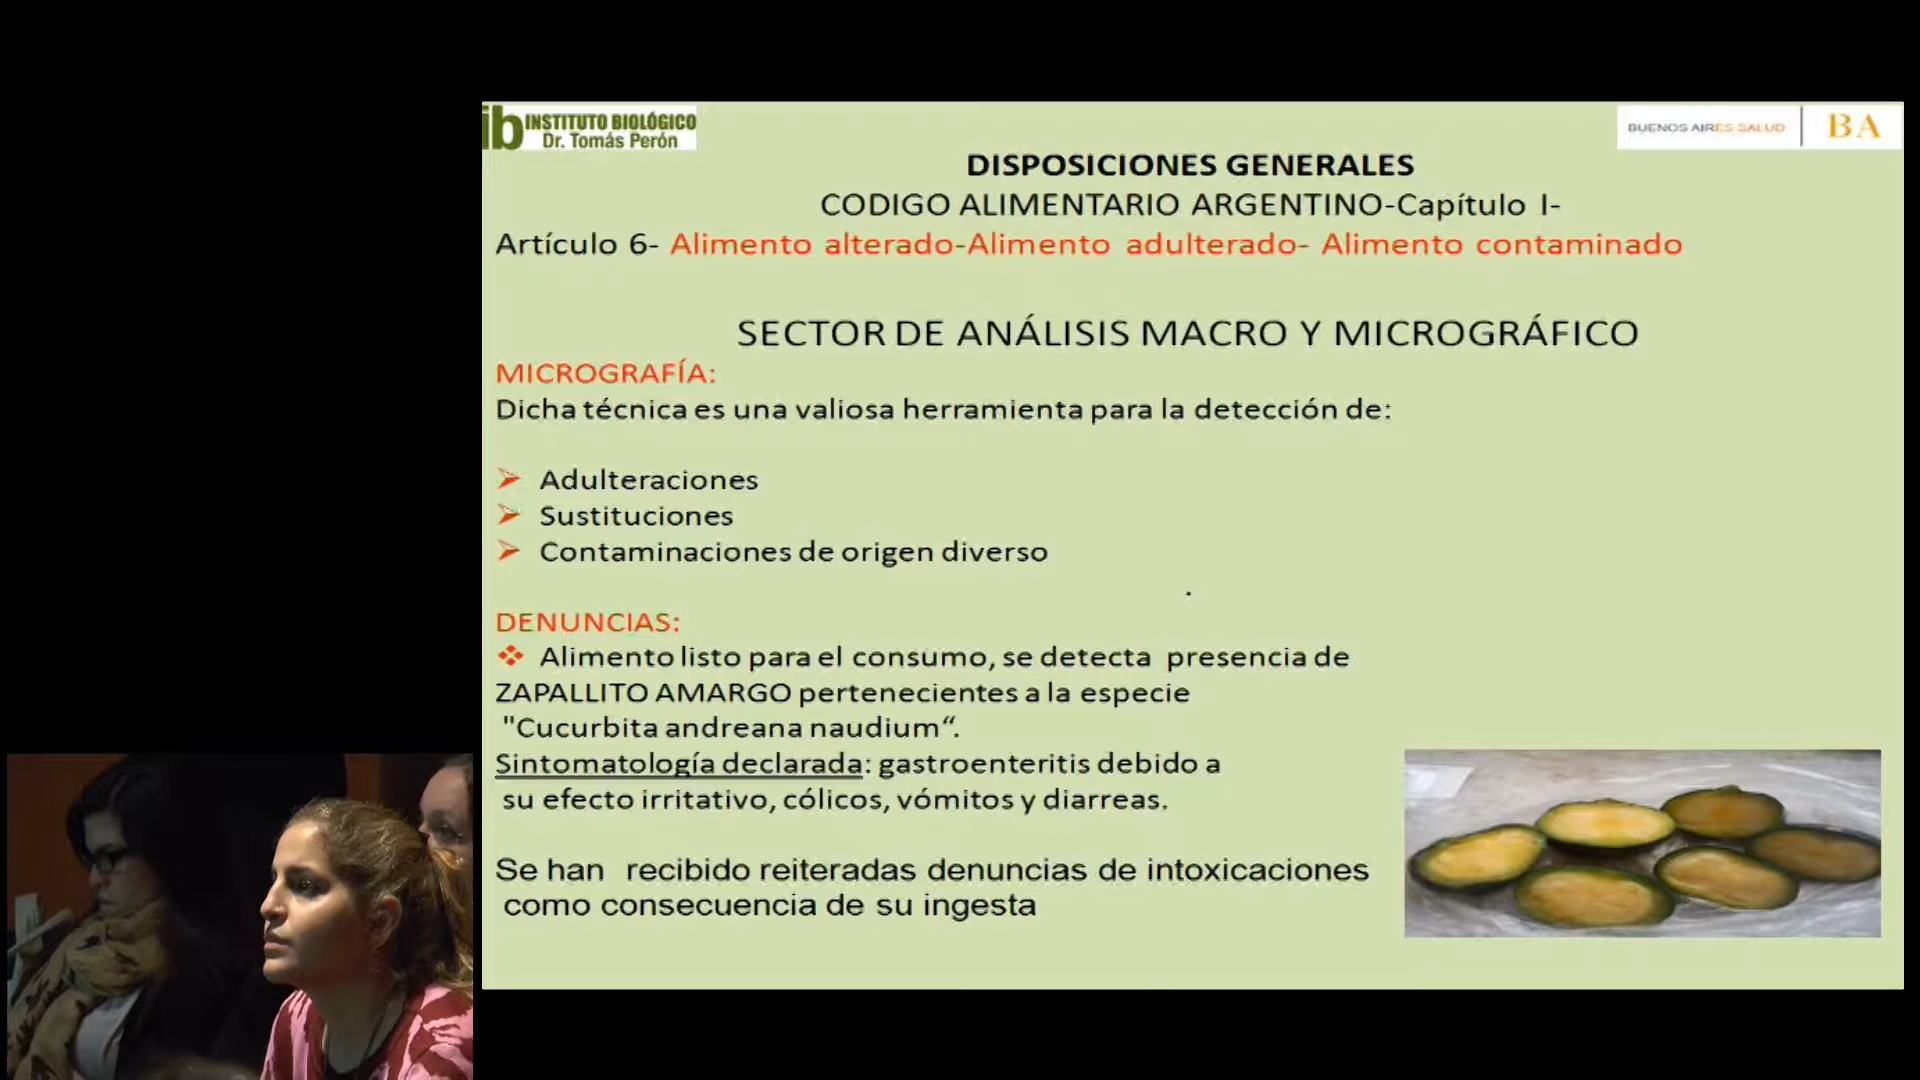 INSTITUTO BIOLÓGICO
Dr. Tomás Perón
BUENOS AIRES SALUD
BA
DISPOSICIONES GENERALES
CODIGO ALIMENTARIO ARGENTINO-Capítulo I-
Artículo 6- Alimento alterado-Alimento adulterado- Alimento contaminado
SECTOR DE ANÁLISIS MACRO Y MICROGRÁFICO
MICROGRAFÍA:
Dicha técnica es una valiosa herramienta para la detección de:
Adulteraciones
Sustituciones
Contaminaciones de origen diverso
.
DENUNCIAS:
Alimento listo para el consumo, se detecta presencia de
ZAPALLITO AMARGO pertenecientes a la especie
"Cucurbita andreana naudium“.
Sintomatología declarada: gastroenteritis debido a
su efecto irritativo, cólicos, vómitos y diarreas.
Se han recibido reiteradas denuncias de intoxicaciones
como consecuencia de su ingesta